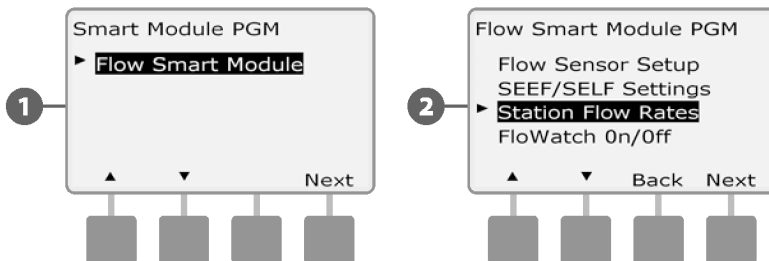 Smart Module PGM
► Flow Smart Module
1
▲ ▼ Next
Flow Smart Module PGM
Flow Sensor Setup
SEEF/SELF Settings
2
► Station Flow Rates
FloWatch 0n/0ff
▲ ▼ Back Next